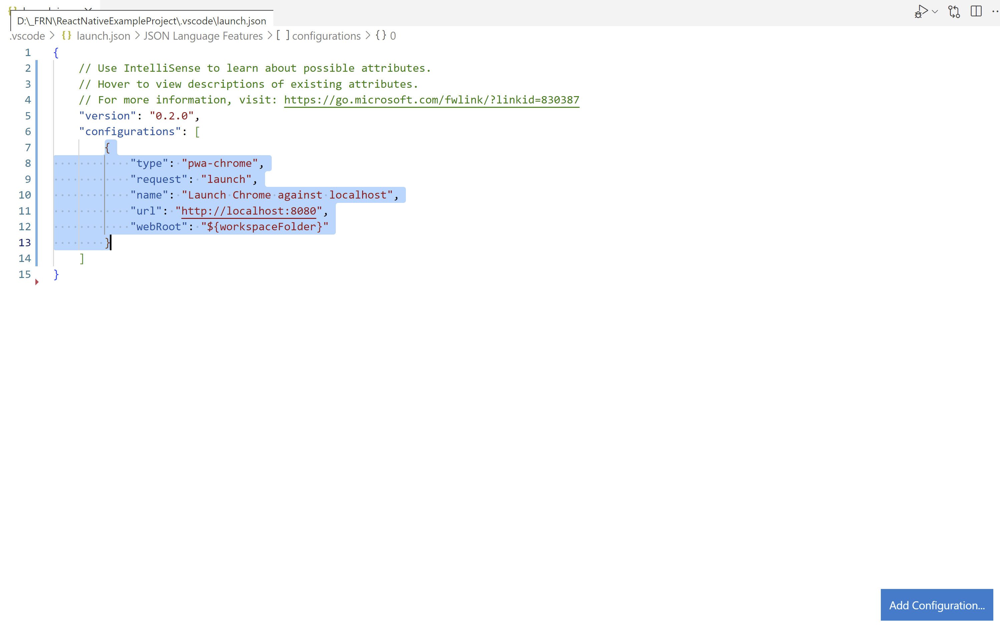 D:\_FRN\ReactNativeExampleProject\.vscode\launch.json
.vscode > {} launch.json > JSON Language Features > [ ] configurations > {} 0
1 {
2 // Use IntelliSense to learn about possible attributes.
3 // Hover to view descriptions of existing attributes.
4 // For more information, visit: https://go.microsoft.com/fwlink/?linkid=830387
5 "version": "0.2.0",
6 "configurations": [
7 {
8 "type": "pwa-chrome",
9 "request": "launch",
10 "name": "Launch Chrome against localhost",
11 "url": "http://localhost:8080",
12 "webRoot": "${workspaceFolder}"
13 }
14 ]
15 }
Add Configuration...